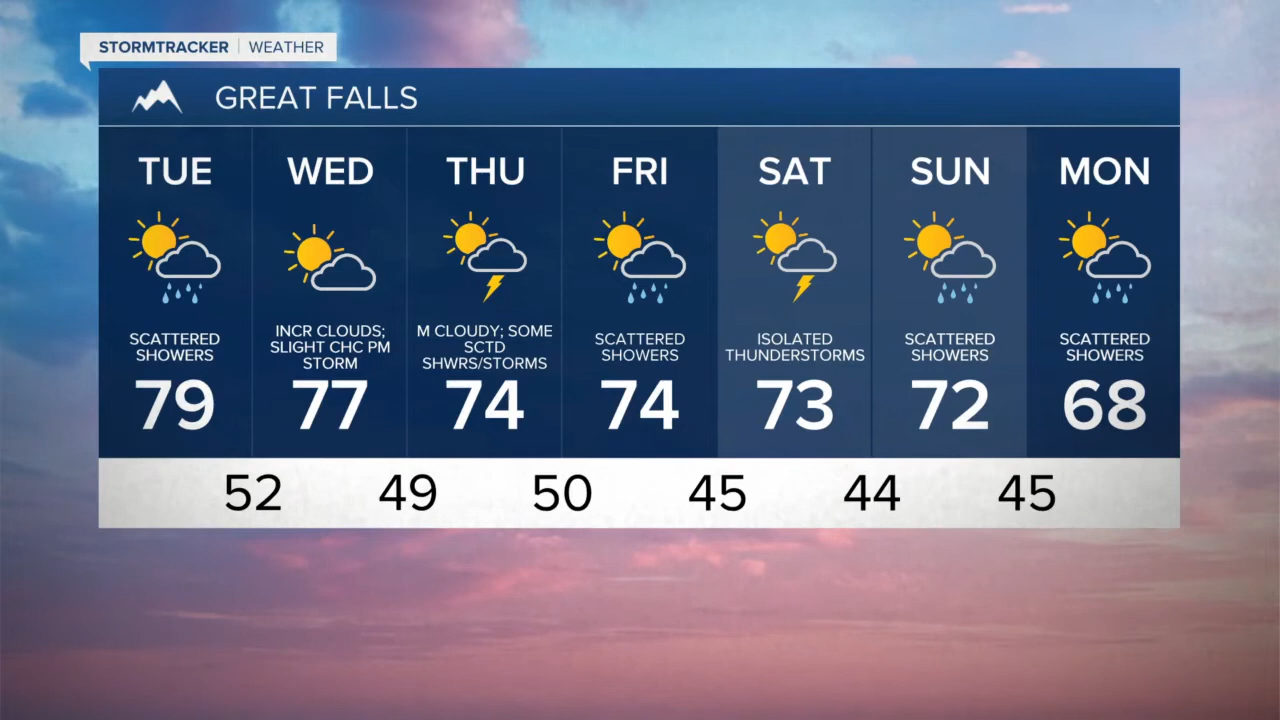 STORMTRACKER | WEATHER
GREAT FALLS
TUE WED THU FRI SAT SUN MON
SCATTERED
SHOWERS
INCR CLOUDS;
SLIGHT CHC PM
STORM
M CLOUDY; SOME
SCTD
SHWRS/STORMS
SCATTERED
SHOWERS
ISOLATED
THUNDERSTORMS
SCATTERED
SHOWERS
SCATTERED
SHOWERS
79 77 74 74 73 72 68
52 49 50 45 44 45